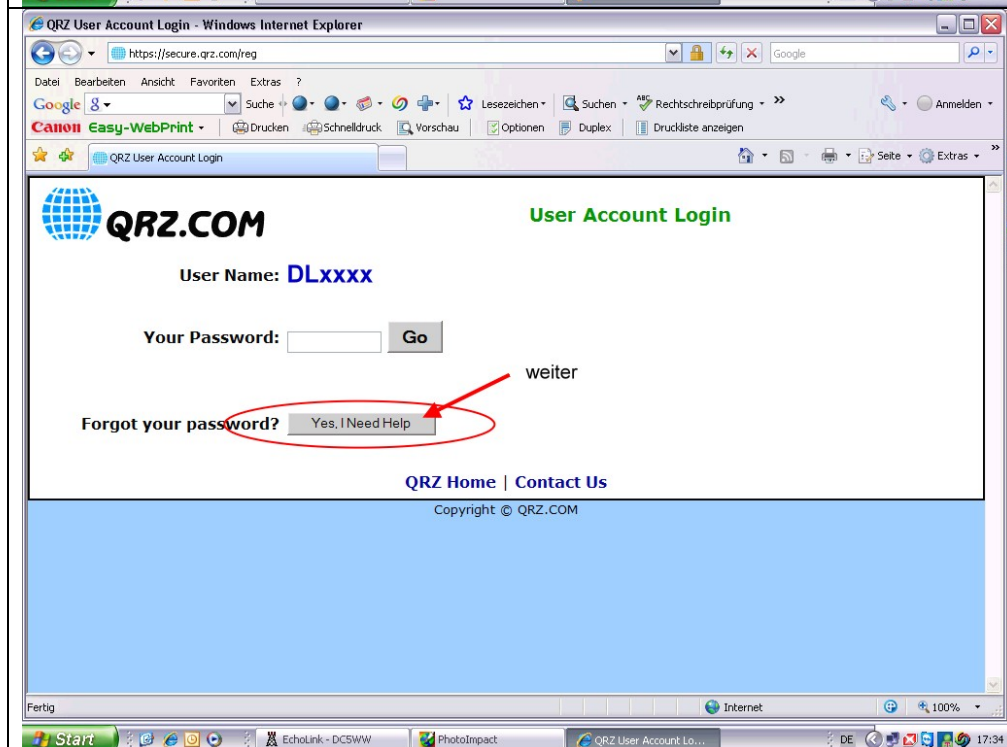 QRZ User Account Login - Windows Internet Explorer
https://secure.qrz.com/reg
Google
Datei Bearbeiten Ansicht Favoriten Extras ?
Google Suche Lesezeichen Suchen Rechtschreibprüfung Anmelden
Canon Easy-WebPrint Drucken Schnelldruck Vorschau Optionen Duplex Druckliste anzeigen
QRZ User Account Login Seite Extras
QRZ.COM User Account Login
User Name: DLxxxx
Your Password: Go
weiter
Forgot your password? Yes, I Need Help
QRZ Home | Contact Us
Copyright © QRZ.COM
Fertig Internet 100%
Start EchoLink - DC5WW PhotoImpact QRZ User Account Lo... DE 17:34